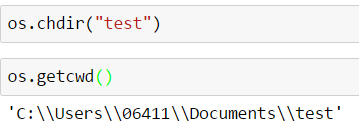 os.chdir("test")
os.getcwd()
'C:\\Users\\06411\\Documents\\test'